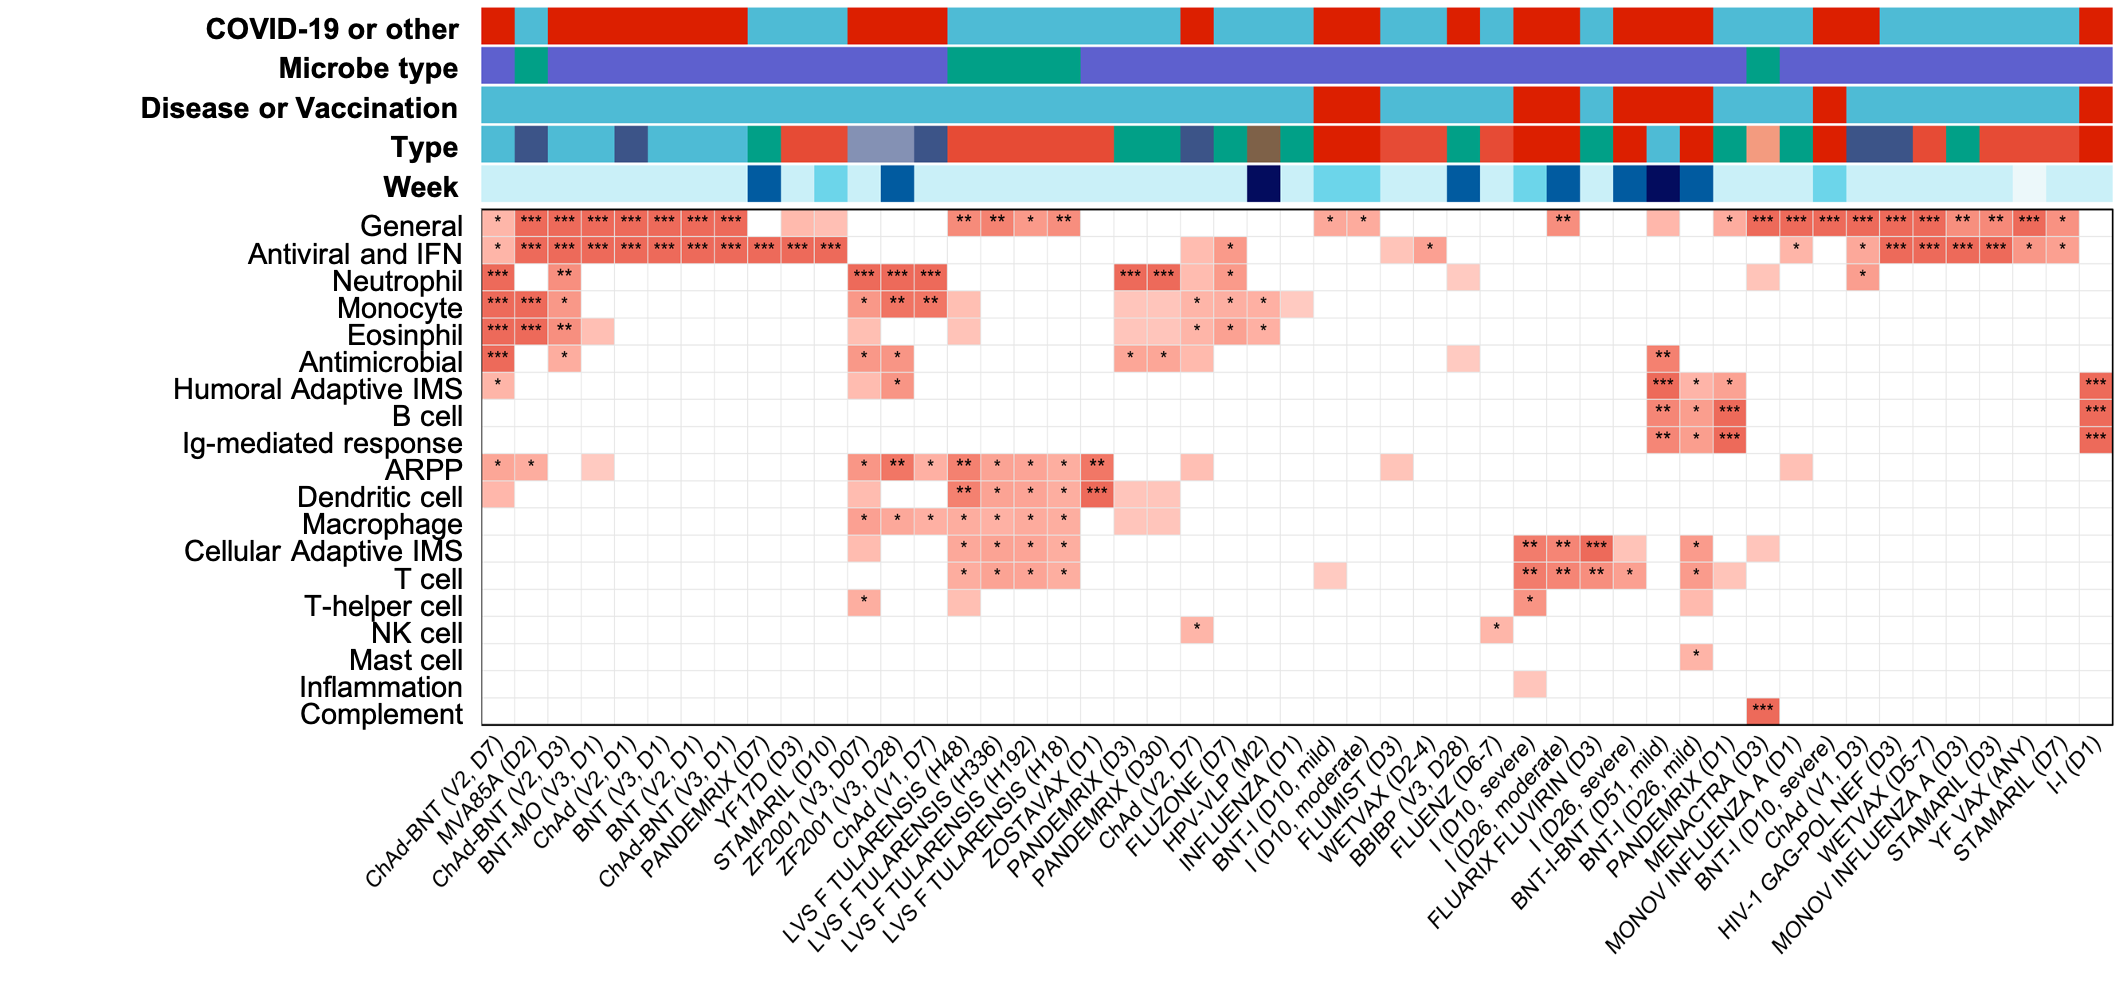 COVID-19 or other
Microbe type
Disease or Vaccination
Type
Week
General * *** *** *** *** *** *** *** ** ** * ** * * ** * *** *** *** *** *** *** ** ** *** *
Antiviral and IFN * *** *** *** *** *** *** *** *** *** *** * * * * *** *** *** *** * *
Neutrophil *** ** *** *** *** *** *** * *
Monocyte *** *** * * ** ** * * *
Eosinphil *** *** ** * * *
Antimicrobial *** * * * * * **
Humoral Adaptive IMS * * *** * * ***
B cell ** * *** ***
Ig-mediated response ** * *** ***
ARPP * * * ** * ** * * * **
Dendritic cell ** * * * ***
Macrophage * * * * * * *
Cellular Adaptive IMS * * * * ** ** *** *
T cell * * * * ** ** ** * *
T-helper cell * *
NK cell * *
Mast cell *
Inflammation
Complement ***
ChAd-BNT (V2, D7)
MVA85A (D2)
ChAd-BNT (V2, D3)
BNT-MO (V3, D1)
ChAd (V2, D1)
BNT (V3, D1)
BNT (V2, D1)
ChAd-BNT (V3, D1)
PANDEMRIX (D7)
YF17D (D3)
STAMARIL (D10)
ZF2001 (V3, D07)
ZF2001 (V3, D28)
ChAd (V1, D7)
LVS F TULARENSIS (H48)
LVS F TULARENSIS (H336)
LVS F TULARENSIS (H192)
LVS F TULARENSIS (H18)
ZOSTAVAX (D1)
PANDEMRIX (D3)
PANDEMRIX (D30)
ChAd (V2, D7)
FLUZONE (D7)
HPV-VLP (M2)
INFLUENZA (D1)
BNT-I (D10, mild)
I (D10, moderate)
FLUMIST (D3)
WETVAX (D2-4)
BBIBP (V3, D28)
FLUENZ (D6-7)
I (D10, severe)
I (D26, moderate)
FLUARIX FLUVIRIN (D3)
I (D26, severe)
BNT-I-BNT (D51, mild)
BNT-I (D26, mild)
PANDEMRIX (D1)
MENACTRA (D3)
MONOV INFLUENZA A (D1)
BNT-I (D10, severe)
ChAd (V1, D3)
HIV-1 GAG-POL NEF (D3)
WETVAX (D5-7)
MONOV INFLUENZA A (D3)
STAMARIL (D3)
YF VAX (ANY)
STAMARIL (D7)
I-I (D1)